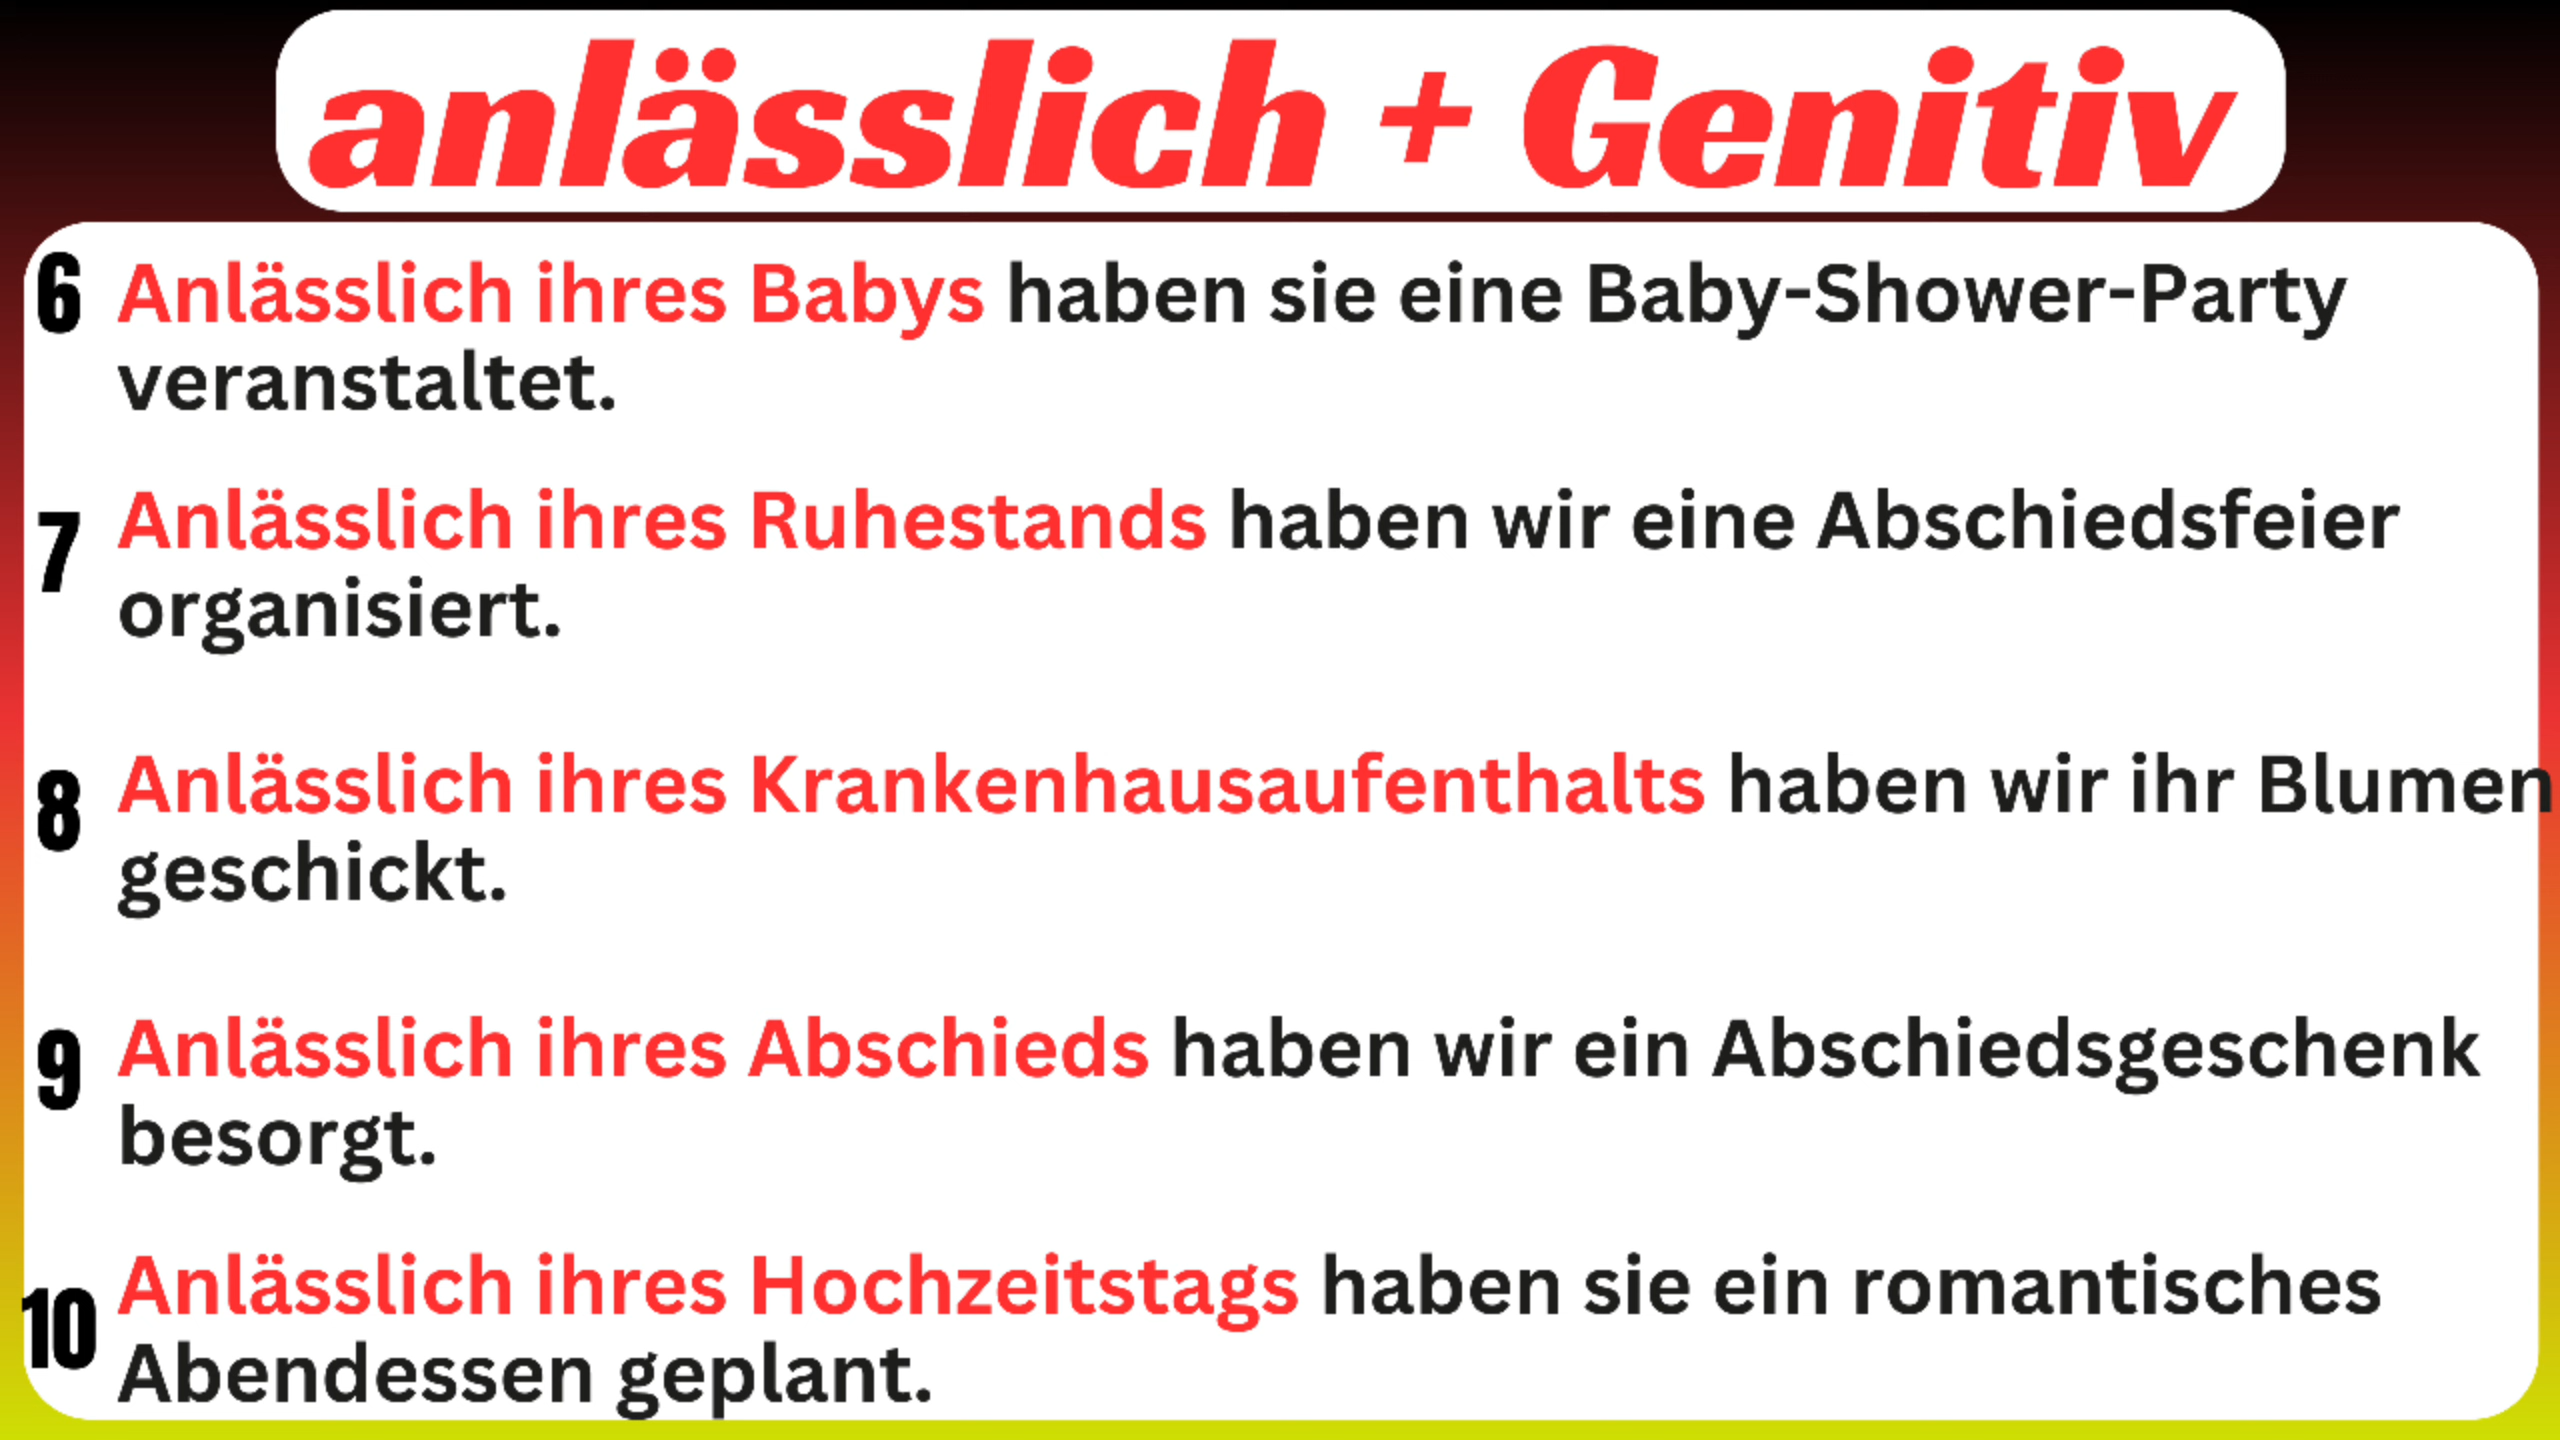 anlässlich + Genitiv
6 Anlässlich ihres Babys haben sie eine Baby-Shower-Party
veranstaltet.
7 Anlässlich ihres Ruhestands haben wir eine Abschiedsfeier
organisiert.
8 Anlässlich ihres Krankenhausaufenthalts haben wir ihr Blumen
geschickt.
9 Anlässlich ihres Abschieds haben wir ein Abschiedsgeschenk
besorgt.
10 Anlässlich ihres Hochzeitstags haben sie ein romantisches
Abendessen geplant.